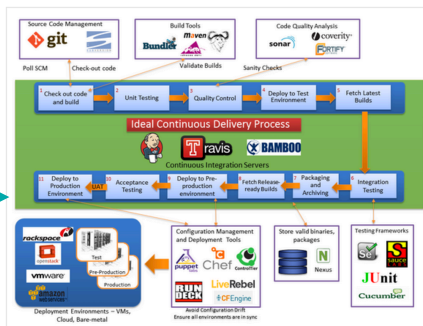 Source Code Management
git
Build Tools
maven
Bundler
Code Quality Analysis
sonar
coverity
FORTIFY
Poll SCM
Check-out code
Validate Builds
Sanity Checks
1
Check out code and build
2
Unit Testing
3
Quality Control
4
Deploy to Test Environment
5
Fetch Latest Builds
Ideal Continuous Delivery Process
Travis
BAMBOO
Continuous Integration Servers
11
Deploy to Production Environment
UAT
10
Acceptance Testing
9
Deploy to Pre-production environment
8
Fetch Release-ready Builds
7
Packaging and Archiving
6
Integration Testing
rackspace
openstack
vmware
amazon
web services
Test
Pre-Production
Production
Deployment Environments – VMs,
Cloud, Bare-metal
Configuration Management
and Deployment Tools
puppet
labs
Chef
ControlTier
RUN
DECK
LiveRebel
CFEngine
Avoid Configuration Drift
Ensure all environments are in sync
Store valid binaries,
packages
Nexus
Testing Frameworks
Se
S
sauce
JUnit
Cucumber